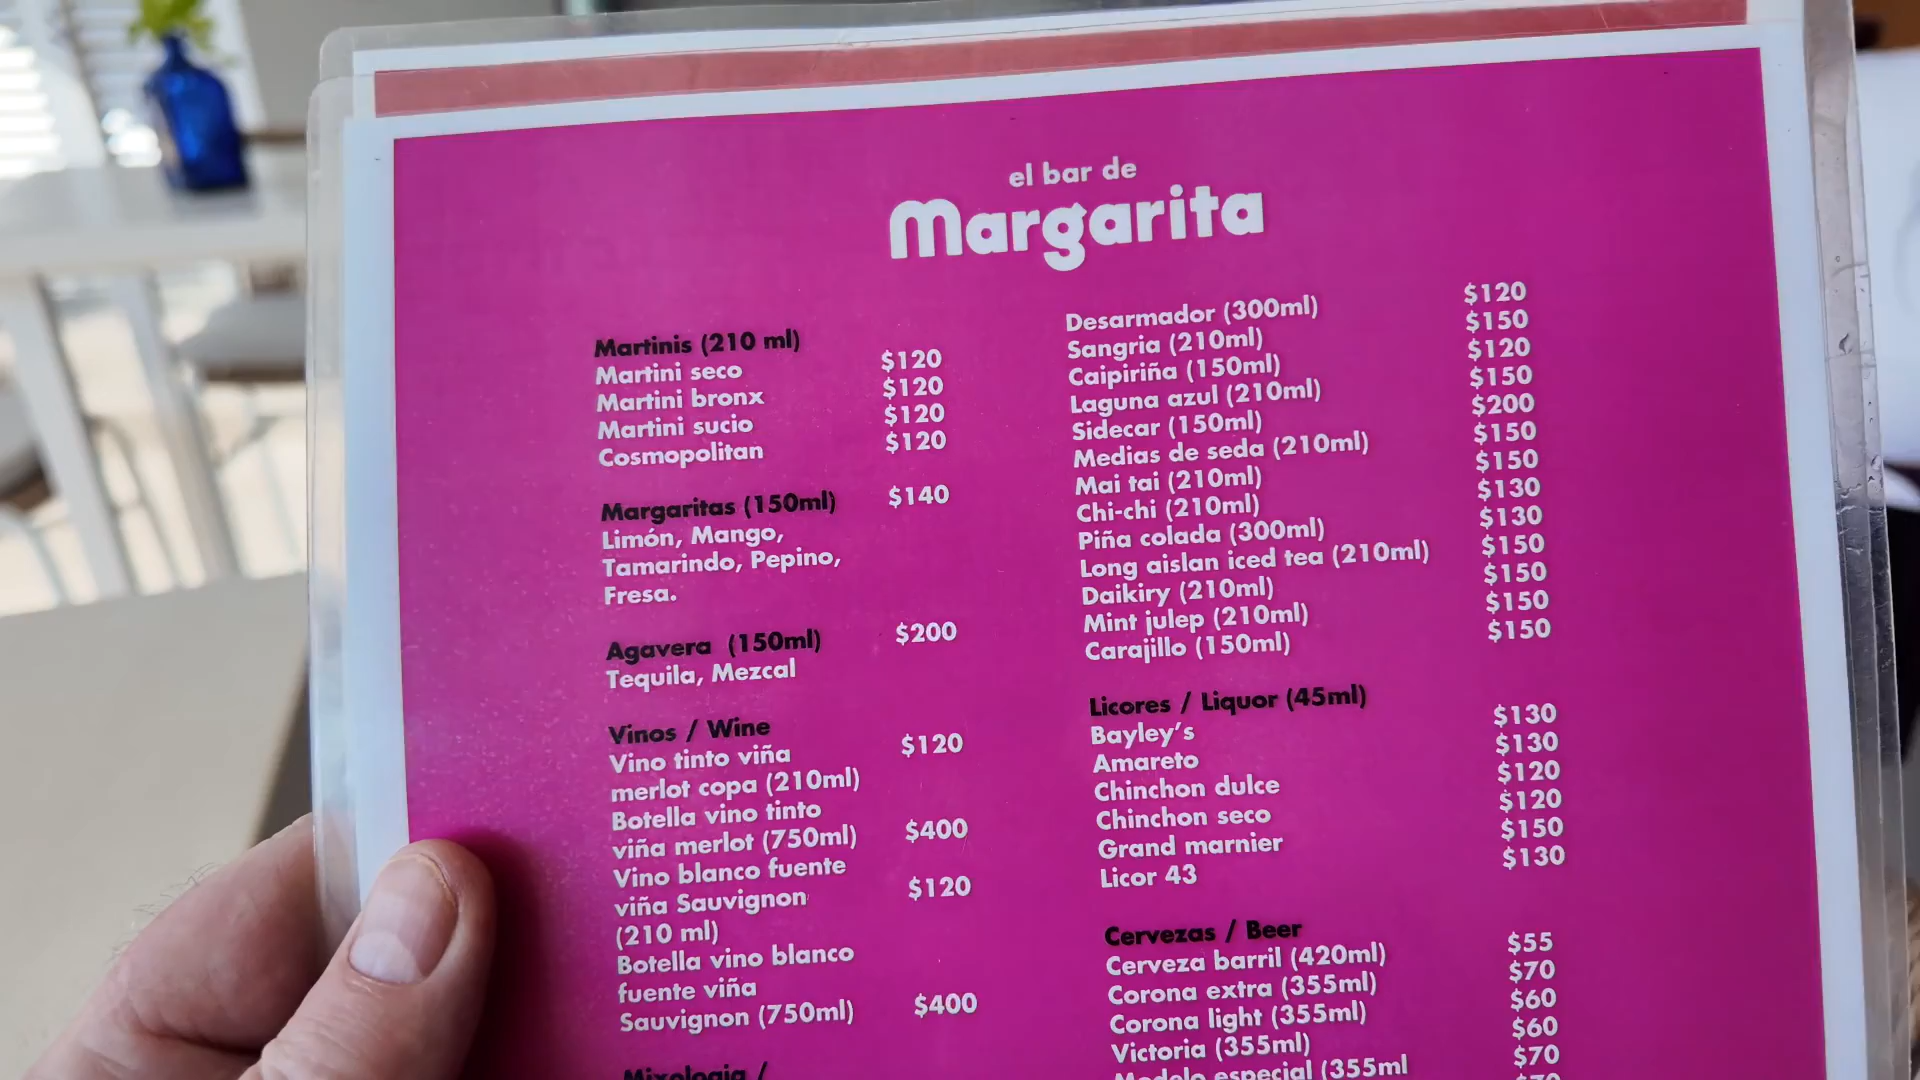 el bar de
Margarita
Martinis (210 ml)
Martini seco $120
Martini bronx $120
Martini sucio $120
Cosmopolitan $120
Margaritas (150ml) $140
Limón, Mango,
Tamarindo, Pepino,
Fresa.
Agavera (150ml) $200
Tequila, Mezcal
Vinos / Wine
Vino tinto viña $120
merlot copa (210ml)
Botella vino tinto
viña merlot (750ml) $400
Vino blanco fuente
viña Sauvignon $120
(210 ml)
Botella vino blanco
fuente viña
Sauvignon (750ml) $400
Mixologia /
Desarmador (300ml) $120
Sangria (210ml) $150
Caipiriña (150ml) $120
Laguna azul (210ml) $150
Sidecar (150ml) $200
Medias de seda (210ml) $150
Mai tai (210ml) $150
Chi-chi (210ml) $130
Piña colada (300ml) $130
Long aislan iced tea (210ml) $150
Daikiry (210ml) $150
Mint julep (210ml) $150
Carajillo (150ml) $150
Licores / Liquor (45ml)
Bayley's $130
Amareto $130
Chinchon dulce $120
Chinchon seco $120
Grand marnier $150
Licor 43 $130
Cervezas / Beer
Cerveza barril (420ml) $55
Corona extra (355ml) $70
Corona light (355ml) $60
Victoria (355ml) $60
Modelo especial (355ml $70